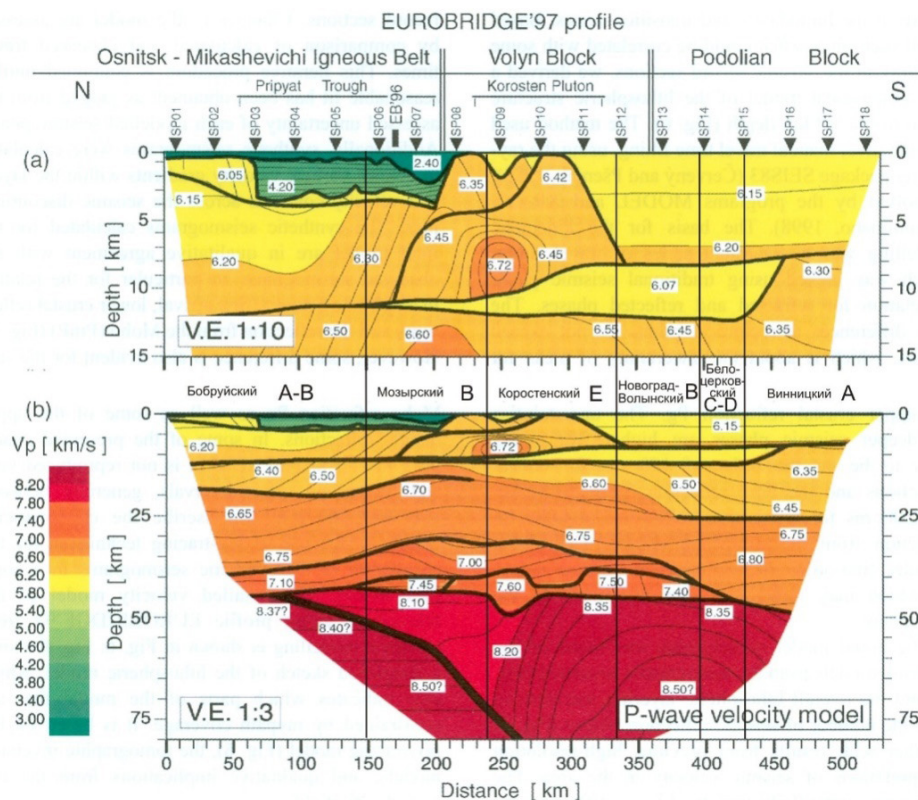 EUROBRIDGE'97 profile
Osnitsk - Mikashevichi Igneous Belt Volyn Block Podolian Block
N Pripyat Trough Korosten Pluton S
EB'96
SP01 SP02 SP03 SP04 SP05 SP06 SP07 SP08 SP09 SP10 SP11 SP12 SP13 SP14 SP15 SP16 SP17 SP18
(a)
Depth [km]
0 5 10 15
6.05 4.20 2.40 6.35 6.42 6.15
6.15 6.20 6.30 6.45 6.72 6.45 6.20
6.07 6.30
6.50 6.60 6.55 6.45 6.35
0 5 10 15
Depth [km]
V.E. 1:10
Бобруйский A-B Мозырский B Коростенский E Новоград-Волынский B Бело-церковский C-D Винницкий A
(b)
Vp [km/s]
8.20
7.80
7.40
7.00
6.60
6.20
5.80
5.40
5.00
4.60
4.20
3.80
3.40
3.00
Depth [km]
0 25 50 75
6.20 6.72 6.15
6.40 6.50 6.70 6.60 6.50 6.35
6.65 6.45
6.75 7.00 6.75 6.80 6.75
7.10 7.45 7.60 7.50 7.40
8.37? 8.10 8.35 8.35
8.40? 8.20
8.50? 8.50?
0 25 50 75
Depth [km]
V.E. 1:3
P-wave velocity model
0 50 100 150 200 250 300 350 400 450 500
Distance [ km ]